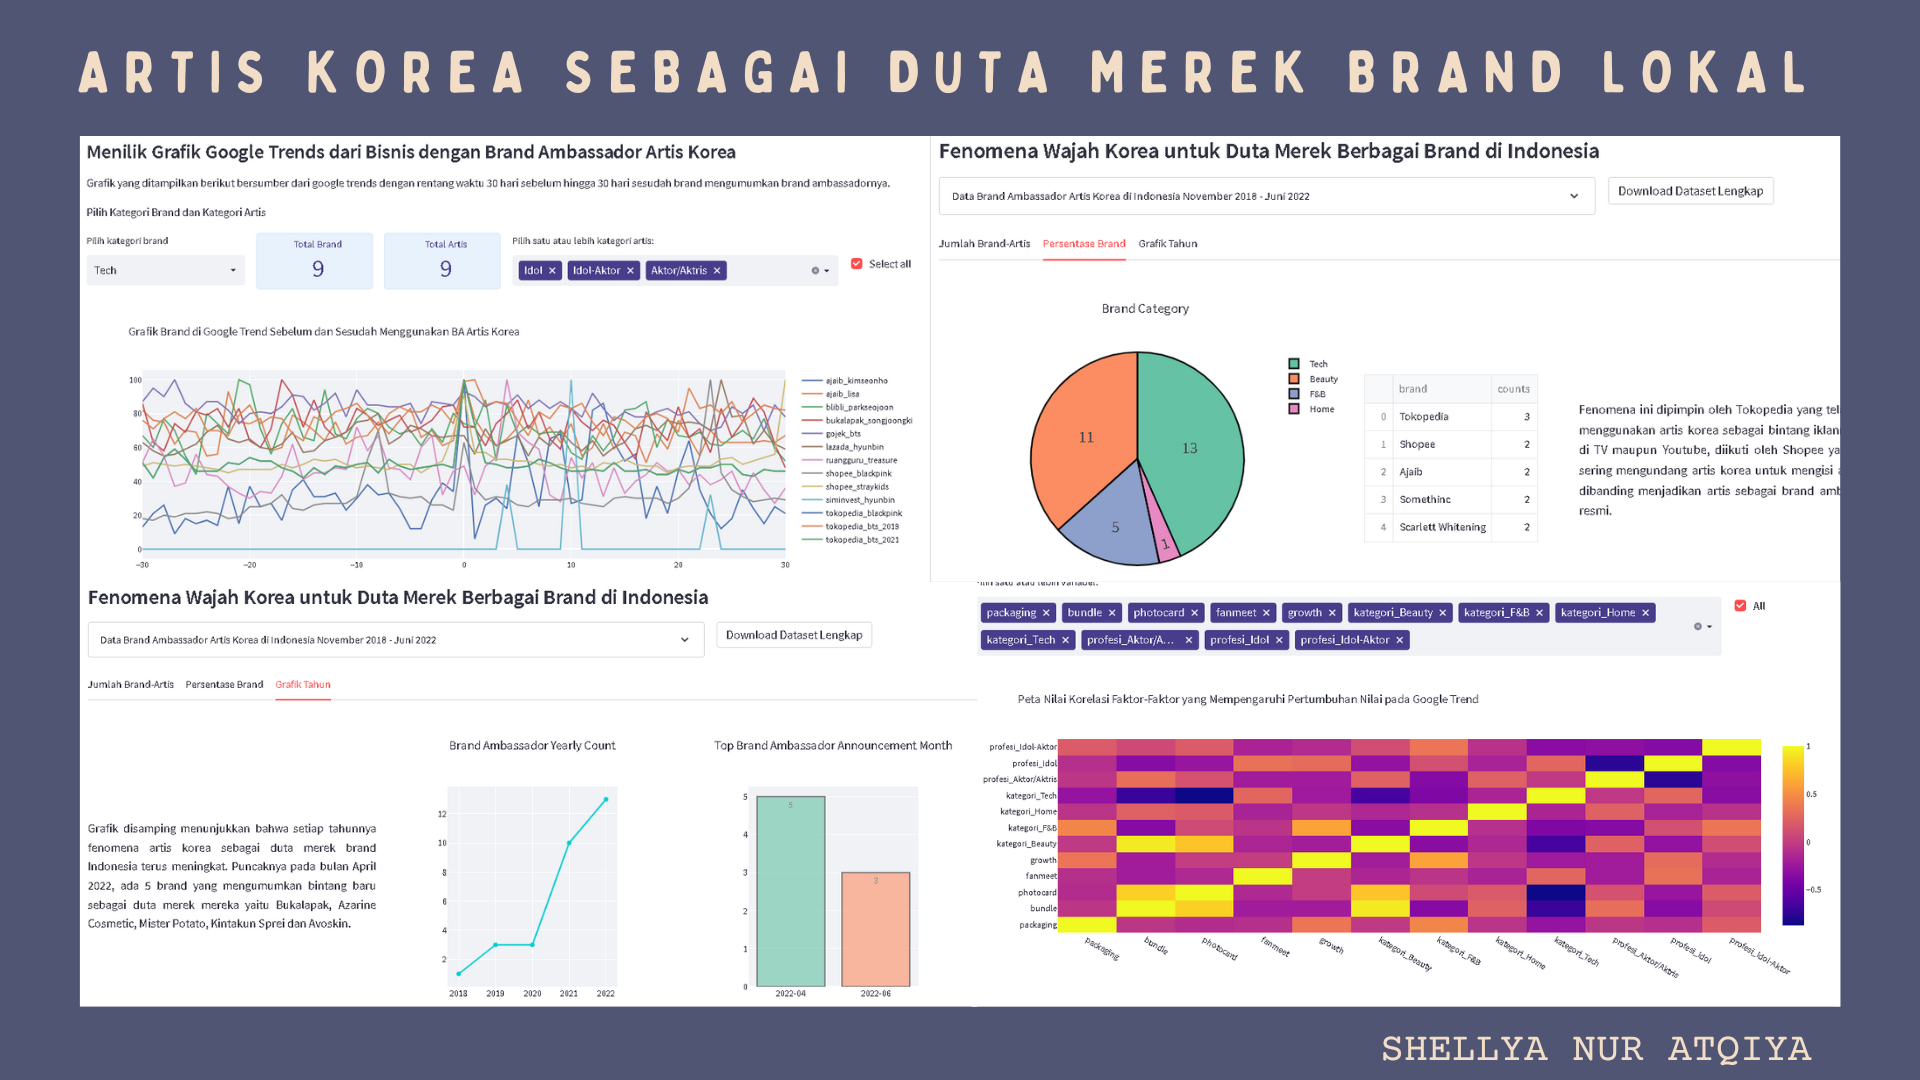 ARTIS KOREA SEBAGAI DUTA MEREK BRAND LOKAL
Menilik Grafik Google Trends dari Bisnis dengan Brand Ambassador Artis Korea
Grafik yang ditampilkan berikut bersumber dari google trends dengan rentang waktu 30 hari sebelum hingga 30 hari sesudah brand mengumumkan brand ambassadornya.
Pilih Kategori Brand dan Kategori Artis
Pilih kategori brand
Tech
Total Brand
9
Total Artis
9
Pilih satu atau lebih kategori artis:
Idol
Idol-Aktor
Aktor/Aktris
Select all
Grafik Brand di Google Trend Sebelum dan Sesudah Menggunakan BA Artis Korea
100
80
60
40
20
0
−30
−20
−10
0
10
20
30
ajaib_kimseonho
ajaib_lisa
blibli_parkseojoon
bukalapak_songjoongki
gojek_bts
lazada_hyunbin
ruangguru_treasure
shopee_blackpink
shopee_straykids
siminvest_hyunbin
tokopedia_blackpink
tokopedia_bts_2019
tokopedia_bts_2021
Fenomena Wajah Korea untuk Duta Merek Berbagai Brand di Indonesia
Data Brand Ambassador Artis Korea di Indonesia November 2018 - Juni 2022
Download Dataset Lengkap
Jumlah Brand-Artis
Persentase Brand
Grafik Tahun
Brand Category
11
13
5
1
Tech
Beauty
F&B
Home
brand counts
0 Tokopedia 3
1 Shopee 2
2 Ajaib 2
3 Somethinc 2
4 Scarlett Whitening 2
Fenomena ini dipimpin oleh Tokopedia yang tel
menggunakan artis korea sebagai bintang iklan
di TV maupun Youtube, diikuti oleh Shopee ya
sering mengundang artis korea untuk mengisi
dibanding menjadikan artis sebagai brand amb
resmi.
Fenomena Wajah Korea untuk Duta Merek Berbagai Brand di Indonesia
Data Brand Ambassador Artis Korea di Indonesia November 2018 - Juni 2022
Download Dataset Lengkap
Jumlah Brand-Artis
Persentase Brand
Grafik Tahun
Grafik disamping menunjukkan bahwa setiap tahunnya
fenomena artis korea sebagai duta merek brand
Indonesia terus meningkat. Puncaknya pada bulan April
2022, ada 5 brand yang mengumumkan bintang baru
sebagai duta merek mereka yaitu Bukalapak, Azarine
Cosmetic, Mister Potato, Kintakun Sprei dan Avoskin.
Brand Ambassador Yearly Count
12
10
8
6
4
2
2018
2019
2020
2021
2022
Top Brand Ambassador Announcement Month
5
4
3
2
1
0
5
3
2022-04
2022-06
Pilih satu atau lebih variabel:
packaging
bundle
photocard
fanmeet
growth
kategori_Beauty
kategori_F&B
kategori_Home
kategori_Tech
profesi_Aktor/A...
profesi_Idol
profesi_Idol-Aktor
All
Peta Nilai Korelasi Faktor-Faktor yang Mempengaruhi Pertumbuhan Nilai pada Google Trend
profesi_Idol-Aktor
profesi_Idol
profesi_Aktor/Aktris
kategori_Tech
kategori_Home
kategori_F&B
kategori_Beauty
growth
fanmeet
photocard
bundle
packaging
packaging
bundle
photocard
fanmeet
growth
kategori_Beauty
kategori_F&B
kategori_Home
kategori_Tech
profesi_Aktor/Aktris
profesi_Idol
profesi_Idol-Aktor
1
0.5
0
−0.5
SHELLYA NUR ATQIYA